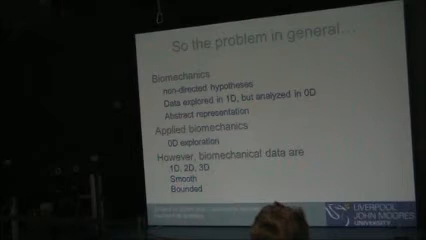 So the problem in general...
Biomechanics
non-directed hypotheses
Data explored in 1D, but analyzed in 0D
Abstract representation
Applied biomechanics
0D exploration
However, biomechanical data are
1D, 2D, 3D
Smooth
Bounded
LIVERPOOL
JOHN MOORES
UNIVERSITY